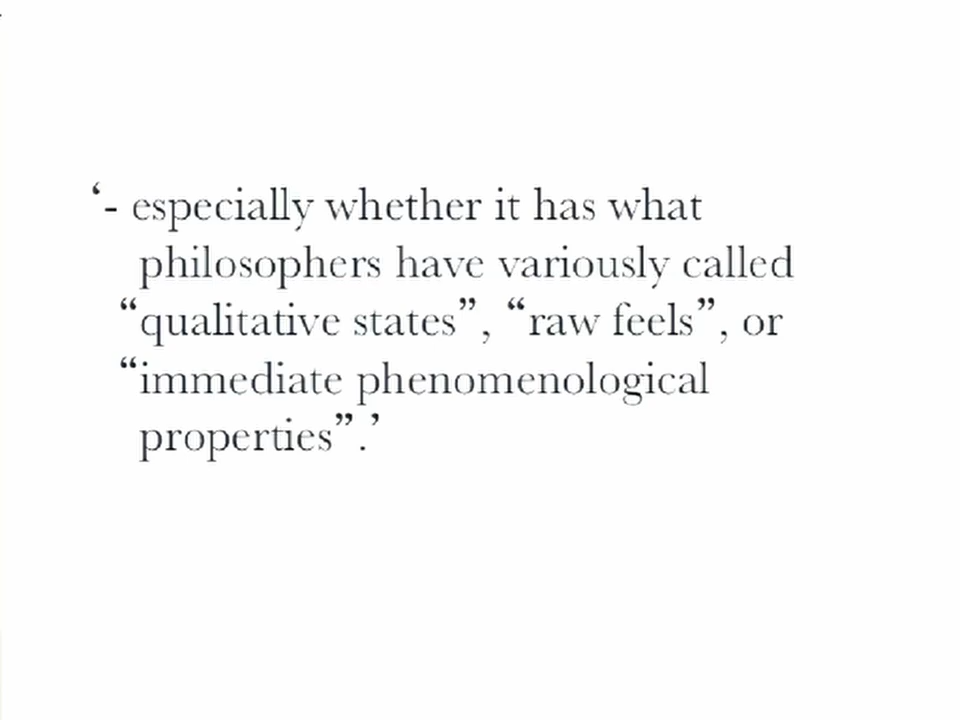 ‘- especially whether it has what
philosophers have variously called
“qualitative states”, “raw feels”, or
“immediate phenomenological
properties”.’